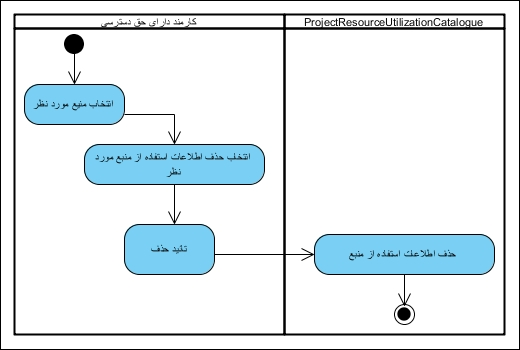 کارمند دارای حق دسترسی
ProjectResourceUtilizationCatalogue
انتخاب منبع مورد نظر
انتخاب حذف اطلاعات استفاده از منبع مورد
نظر
تائید حذف
حذف اطلاعات استفاده از منبع